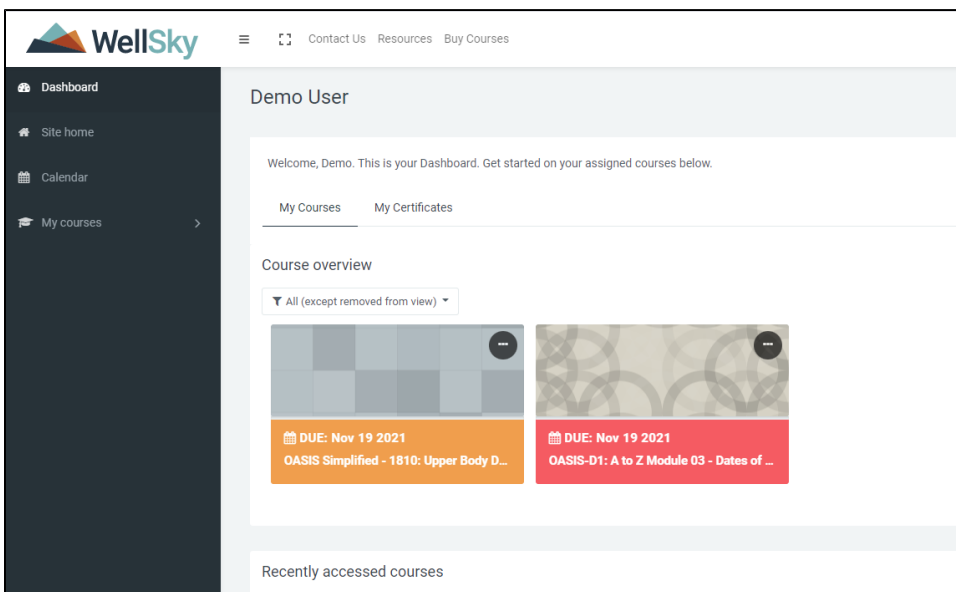 WellSky
Contact Us Resources Buy Courses
Dashboard
Site home
Calendar
My courses
Demo User
Welcome, Demo. This is your Dashboard. Get started on your assigned courses below.
My Courses My Certificates
Course overview
All (except removed from view)
DUE: Nov 19 2021
OASIS Simplified - 1810: Upper Body D...
DUE: Nov 19 2021
OASIS-D1: A to Z Module 03 - Dates of ...
Recently accessed courses